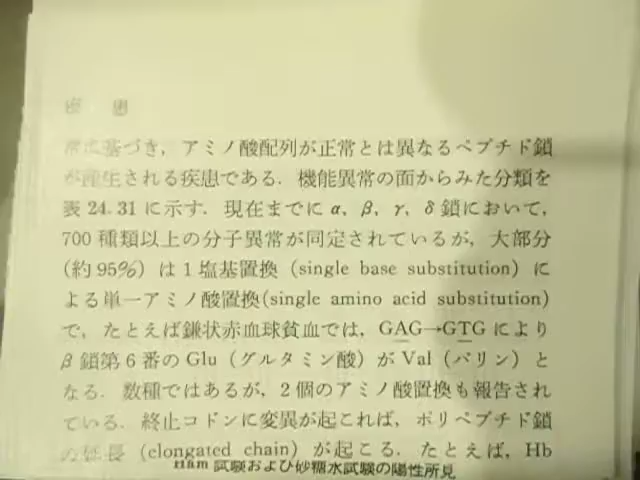 患
常に基づき,アミノ酸配列が正常とは異なるペプチド鎖
が産生される疾患である.機能異常の面からみた分類を
表 24.31 に示す.現在までに α, β, γ, δ 鎖において,
700 種類以上の分子異常が同定されているが,大部分
(約95%) は 1 塩基置換 (single base substitution) に
よる単一アミノ酸置換(single amino acid substitution)
で,たとえば鎌状赤血球貧血では,GAG→GTG により
β 鎖第 6 番の Glu (グルタミン酸) が Val (バリン) と
なる.数種ではあるが,2 個のアミノ酸置換も報告され
ている.終止コドンに変異が起これば,ポリペプチド鎖
の延長 (elongated chain) が起こる.たとえば,Hb
Ham 試験および砂糖水試験の陽性所見